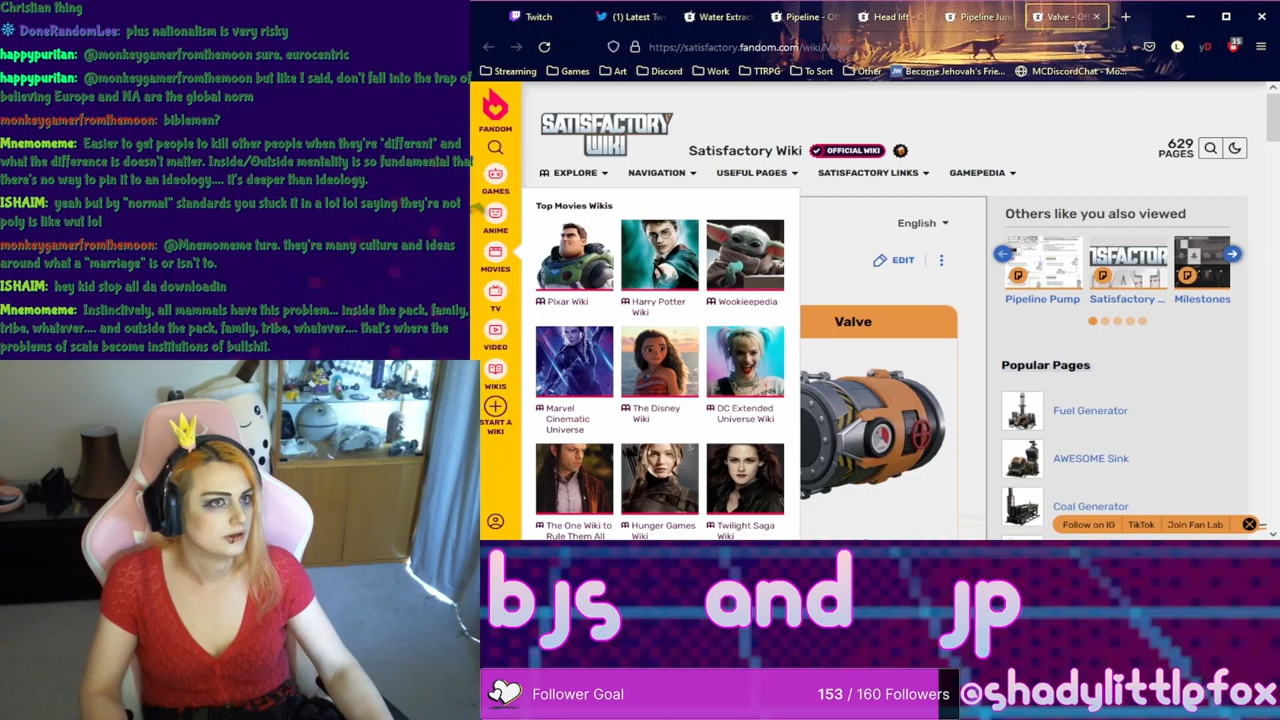 Christian thing
DoneRandomLee: plus nationalism is very risky
happypuritan: @monkeygamerfromthemoon sure, eurocentric
happypuritan: @monkeygamerfromthemoon but like I said, don't fall into the trap of
believing Europe and NA are the global norm
monkeygamerfromthemoon: biblemen?
Mnemomeme: Easier to get people to kill other people when they're "different" and
what the difference is doesn't matter. Inside/Outside mentality is so fundamental that
there's no way to pin it to an ideology.... it's deeper than ideology.
ISHAIM: yeah but by "normal" standards you stuck it in a lol lol saying they're not
poly is like wut lol
monkeygamerfromthemoon: @Mnemomeme ture. they're many culture and ideas
around what a "marriage" is or isn't to.
ISHAIM: hey kid stop all da downloadin
Mnemomeme: Instinctively, all mammals have this problem... inside the pack, family,
tribe, whatever.... and outside the pack, family, tribe, whatever.... that's where the
problems of scale become institutions of bullshit.
Twitch
(1) Latest Tw
Water Extrac
Pipeline - Of
Head lift - O
Pipeline Jun
Valve - Off
https://satisfactory.fandom.com/wiki/Valve
35
Streaming
Games
Art
Discord
Work
TTRPG
To Sort
Other
Become Jehovah's Frie...
MCDiscordChat - Mo...
FANDOM
GAMES
ANIME
MOVIES
TV
VIDEO
WIKIS
START A
WIKI
SATISFACTORY
WIKI
Satisfactory Wiki
OFFICIAL WIKI
629
PAGES
EXPLORE
NAVIGATION
USEFUL PAGES
SATISFACTORY LINKS
GAMEPEDIA
Top Movies Wikis
Pixar Wiki
Harry Potter
Wiki
Wookieepedia
Marvel
Cinematic
Universe
The Disney
Wiki
DC Extended
Universe Wiki
The One Wiki to
Rule Them All
Hunger Games
Wiki
Twilight Saga
Wiki
English
EDIT
Valve
Others like you also viewed
Pipeline Pump
Satisfactory ...
Milestones
Popular Pages
Fuel Generator
AWESOME Sink
Coal Generator
Follow on IG
TikTok
Join Fan Lab
bjs and jp
Follower Goal
153 / 160 Followers
@shadylittlefox